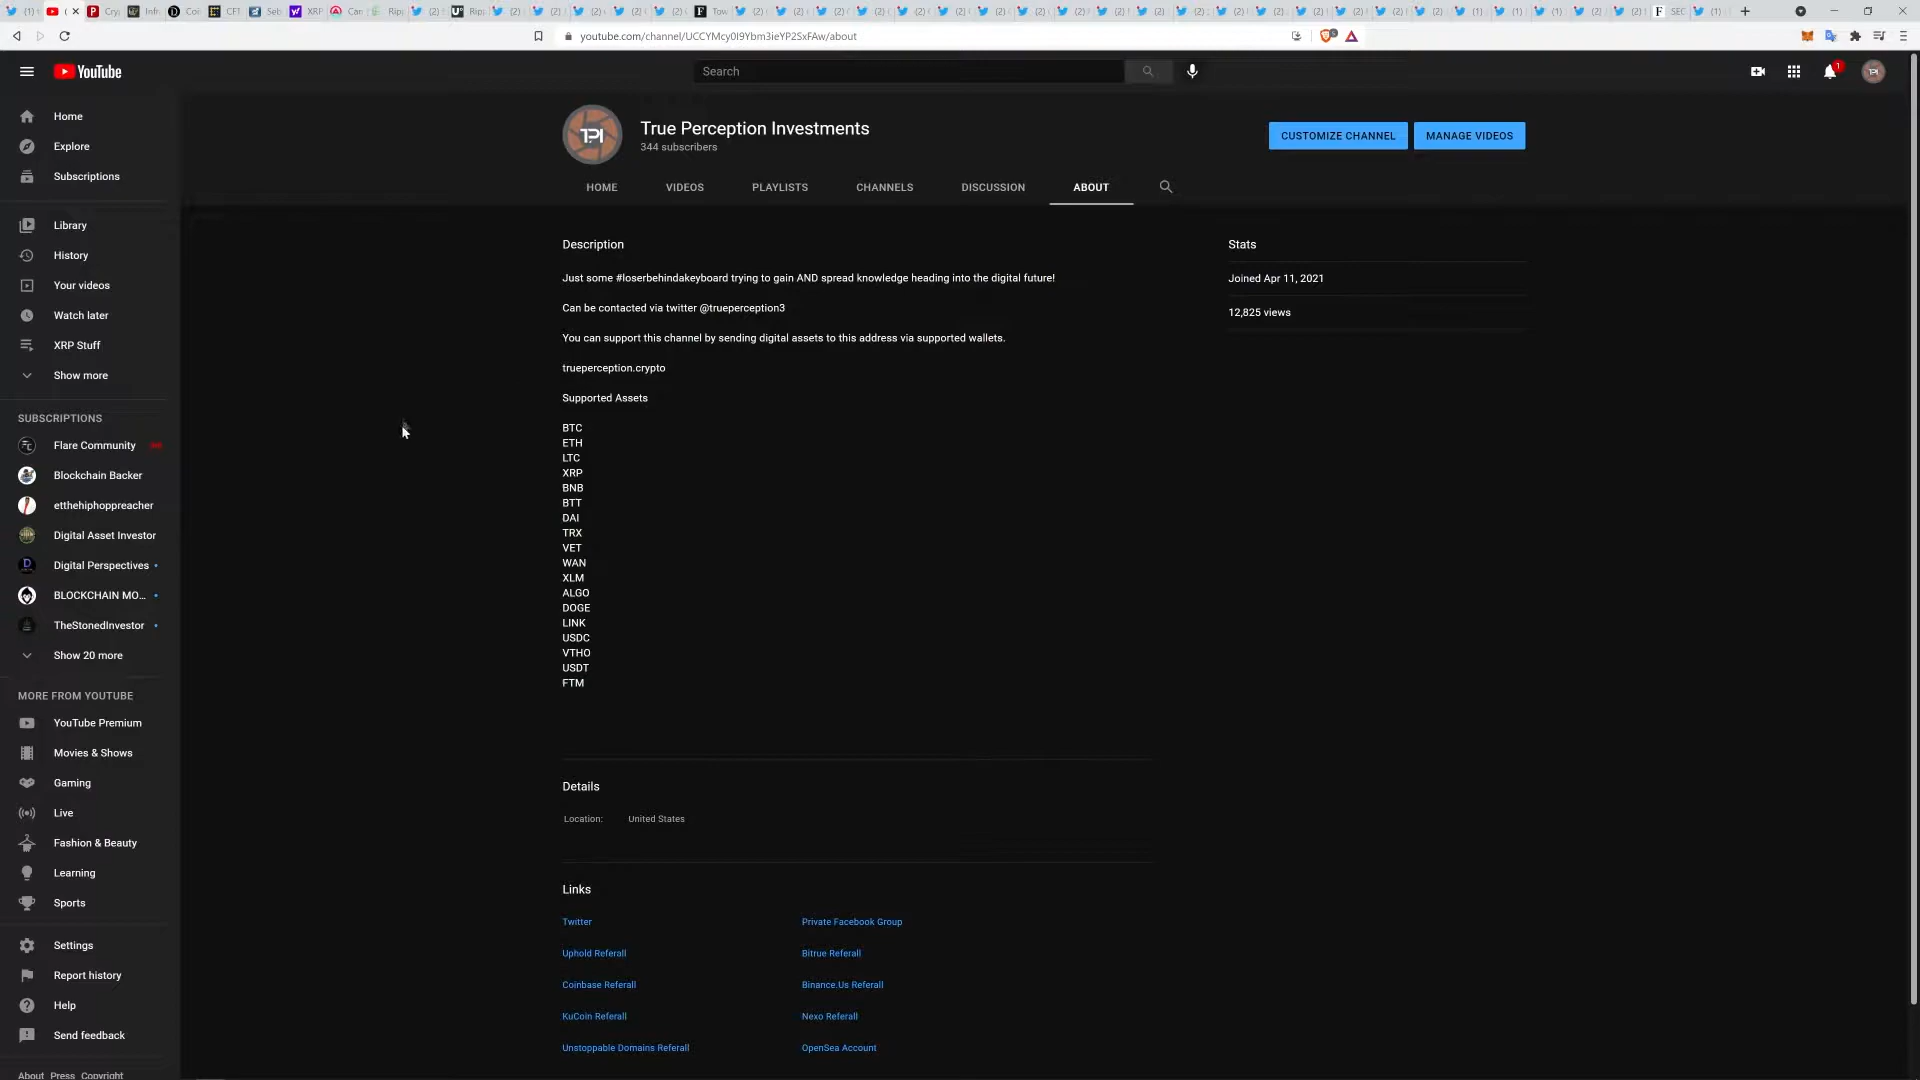 youtube.com/channel/UCCYMcy0I9Ybm3ieYP2SxFAw/about
YouTube
Search
1
Home
Explore
Subscriptions
Library
History
Your videos
Watch later
XRP Stuff
Show more
SUBSCRIPTIONS
Flare Community
Blockchain Backer
etthehiphoppreacher
Digital Asset Investor
Digital Perspectives
BLOCKCHAIN MO...
TheStonedInvestor
Show 20 more
MORE FROM YOUTUBE
YouTube Premium
Movies & Shows
Gaming
Live
Fashion & Beauty
Learning
Sports
Settings
Report history
Help
Send feedback
About Press Copyright
TPI
True Perception Investments
344 subscribers
CUSTOMIZE CHANNEL
MANAGE VIDEOS
HOME VIDEOS PLAYLISTS CHANNELS DISCUSSION ABOUT
Description
Just some #loserbehindakeyboard trying to gain AND spread knowledge heading into the digital future!
Can be contacted via twitter @trueperception3
You can support this channel by sending digital assets to this address via supported wallets.
trueperception.crypto
Supported Assets
BTC
ETH
LTC
XRP
BNB
BTT
DAI
TRX
VET
WAN
XLM
ALGO
DOGE
LINK
USDC
VTHO
USDT
FTM
Details
Location: United States
Links
Twitter
Private Facebook Group
Uphold Referall
Bitrue Referall
Coinbase Referall
Binance.Us Referall
KuCoin Referall
Nexo Referall
Unstoppable Domains Referall
OpenSea Account
Stats
Joined Apr 11, 2021
12,825 views